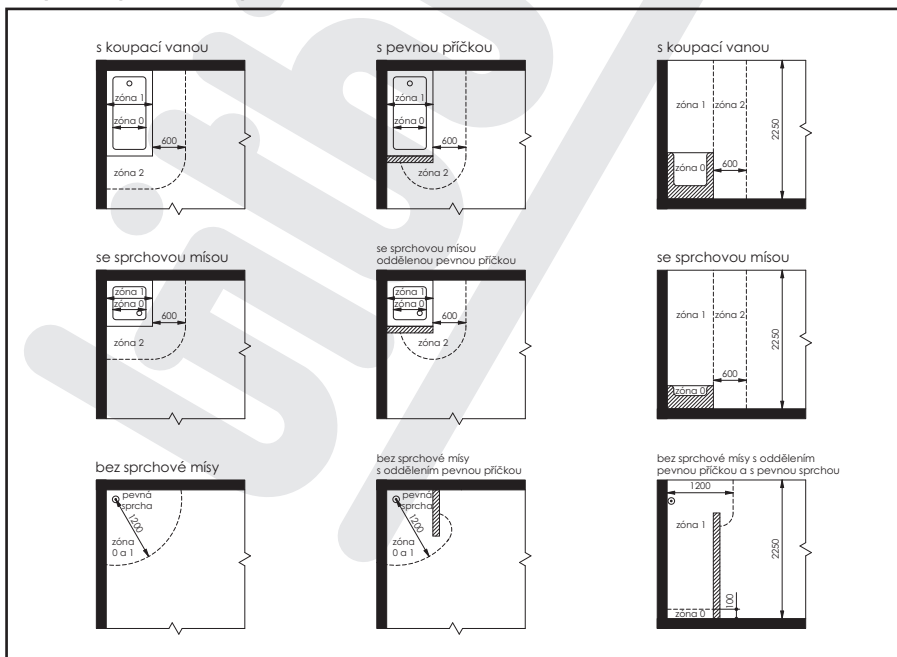 s koupací vanou
zóna 1
zóna 0
600
zóna 2
s pevnou příčkou
zóna 1
zóna 0
600
zóna 2
s koupací vanou
zóna 1
zóna 2
zóna 0
600
2250
se sprchovou mísou
zóna 1
zóna 0
600
zóna 2
se sprchovou mísou
oddělenou pevnou příčkou
zóna 1
zóna 0
600
zóna 2
se sprchovou mísou
zóna 1
zóna 2
600
zóna 0
2250
bez sprchové mísy
pevná
sprcha
1200
zóna
0 a 1
bez sprchové mísy
s oddělením pevnou příčkou
pevná
sprcha
1200
zóna
0 a 1
bez sprchové mísy s oddělením
pevnou příčkou a s pevnou sprchou
1200
zóna 1
2250
100
zóna 0